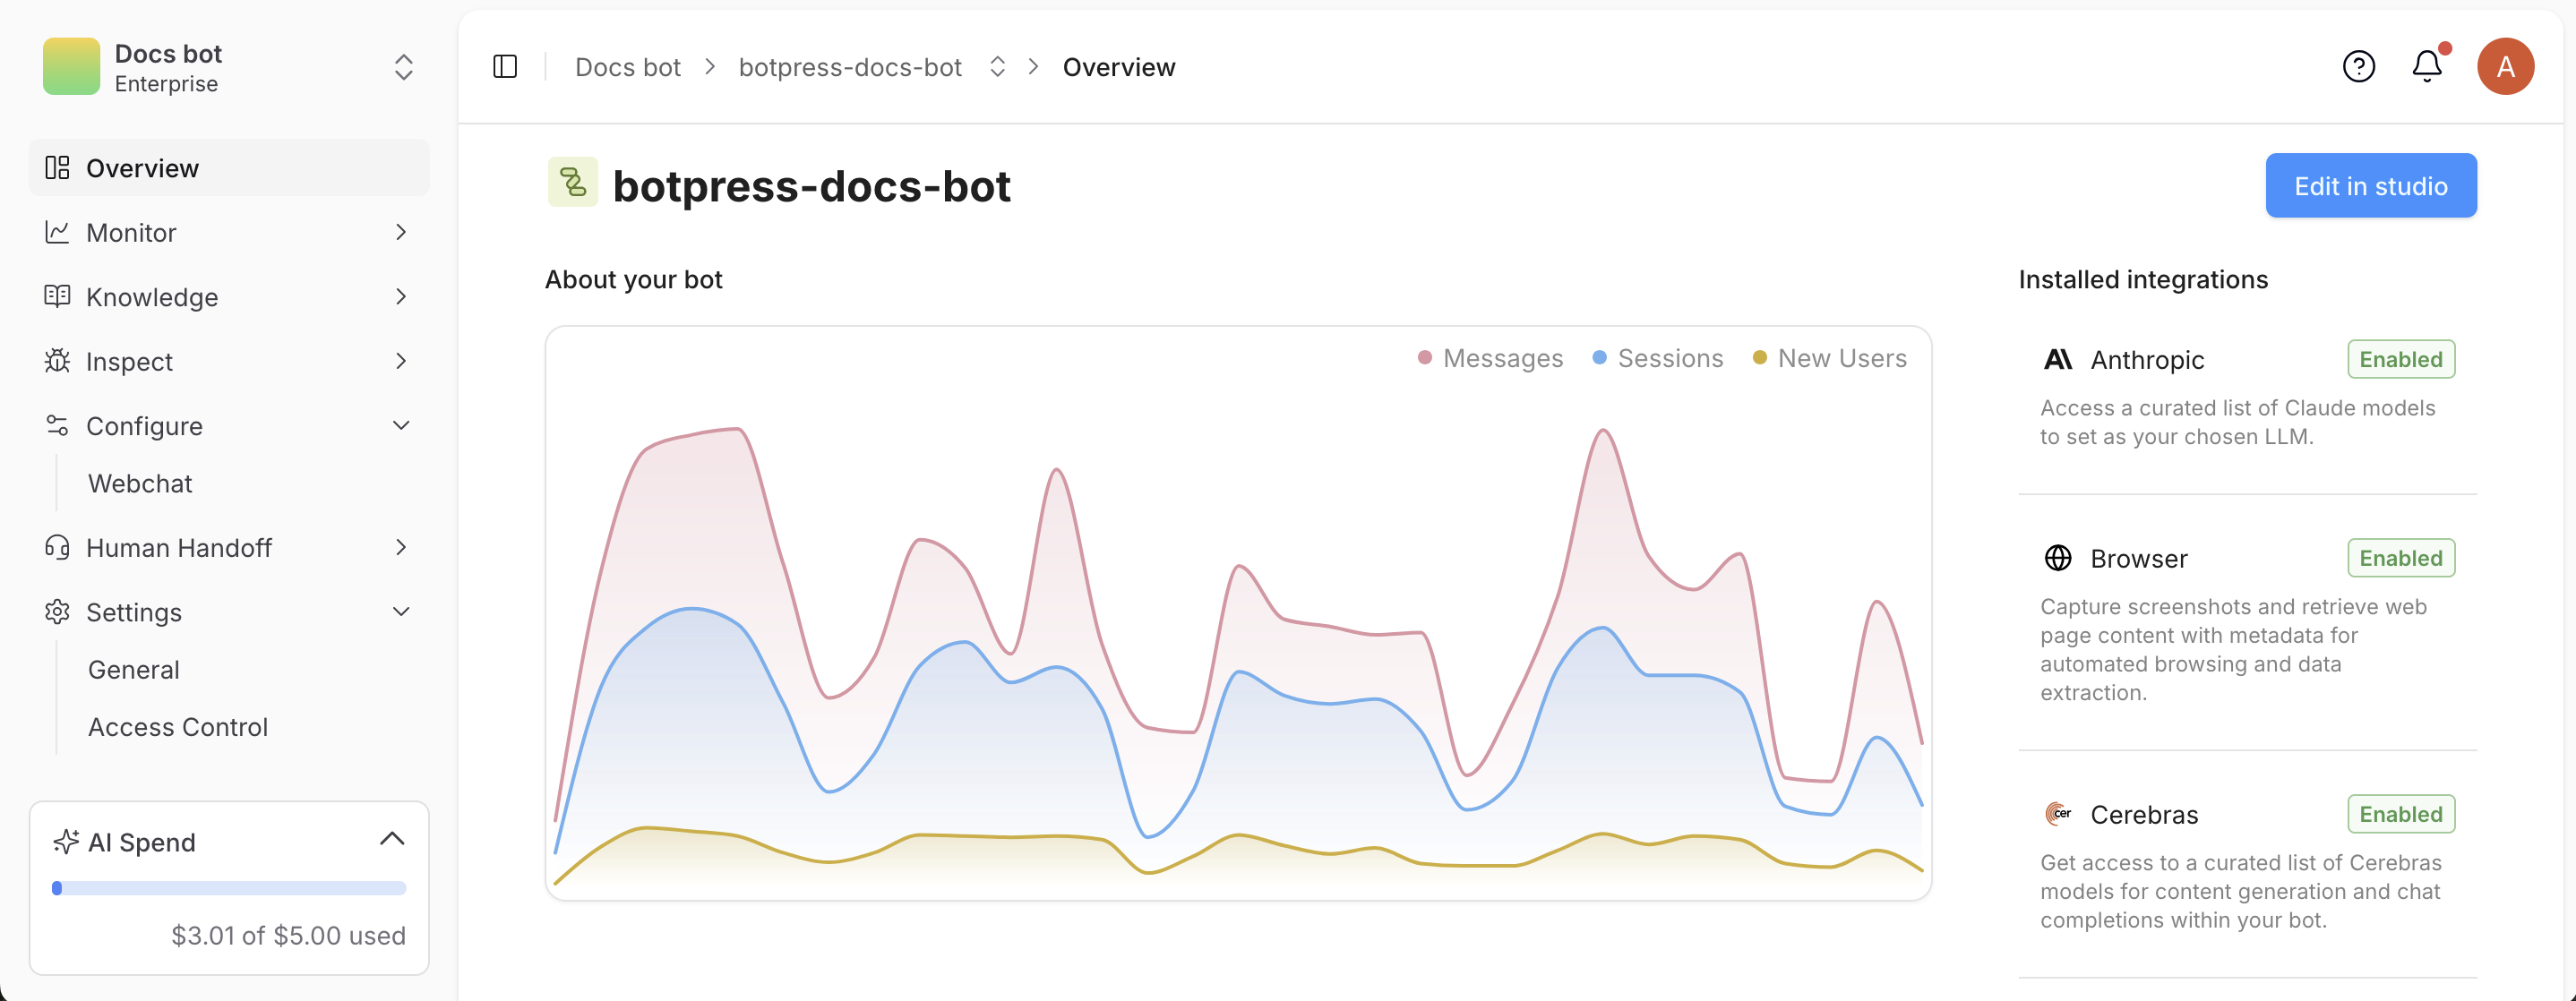 Docs bot
Enterprise
Overview
Monitor
Knowledge
Inspect
Configure
Webchat
Human Handoff
Settings
General
Access Control
AI Spend
$3.01 of $5.00 used
Docs bot > botpress-docs-bot > Overview
A
botpress-docs-bot
Edit in studio
About your bot
Messages Sessions New Users
Installed integrations
Anthropic Enabled
Access a curated list of Claude models
to set as your chosen LLM.
Browser Enabled
Capture screenshots and retrieve web
page content with metadata for
automated browsing and data
extraction.
cer Cerebras Enabled
Get access to a curated list of Cerebras
models for content generation and chat
completions within your bot.